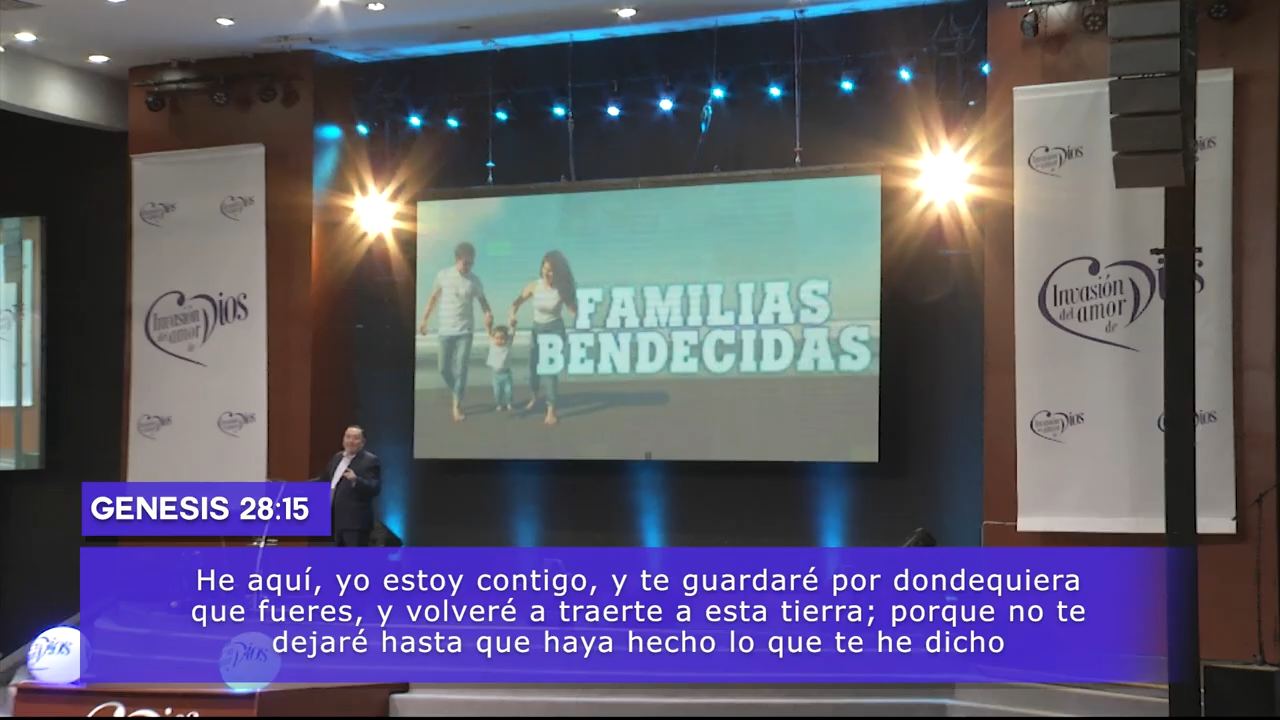 FAMILIAS
BENDECIDAS
Invasión
del amor
de Dios
Invasión
del amor
de Dios
GENESIS 28:15
He aquí, yo estoy contigo, y te guardaré por dondequiera
que fueres, y volveré a traerte a esta tierra; porque no te
dejaré hasta que haya hecho lo que te he dicho
Dios
Dios